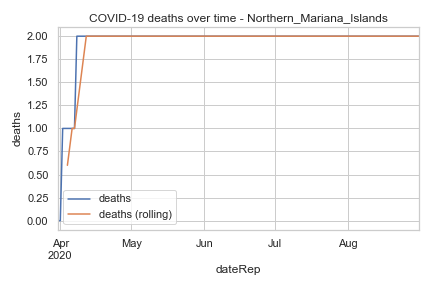 COVID-19 deaths over time - Northern_Mariana_Islands
deaths
2.00
1.75
1.50
1.25
1.00
0.75
0.50
0.25
0.00
deaths
deaths (rolling)
Apr
2020
May
Jun
Jul
Aug
dateRep